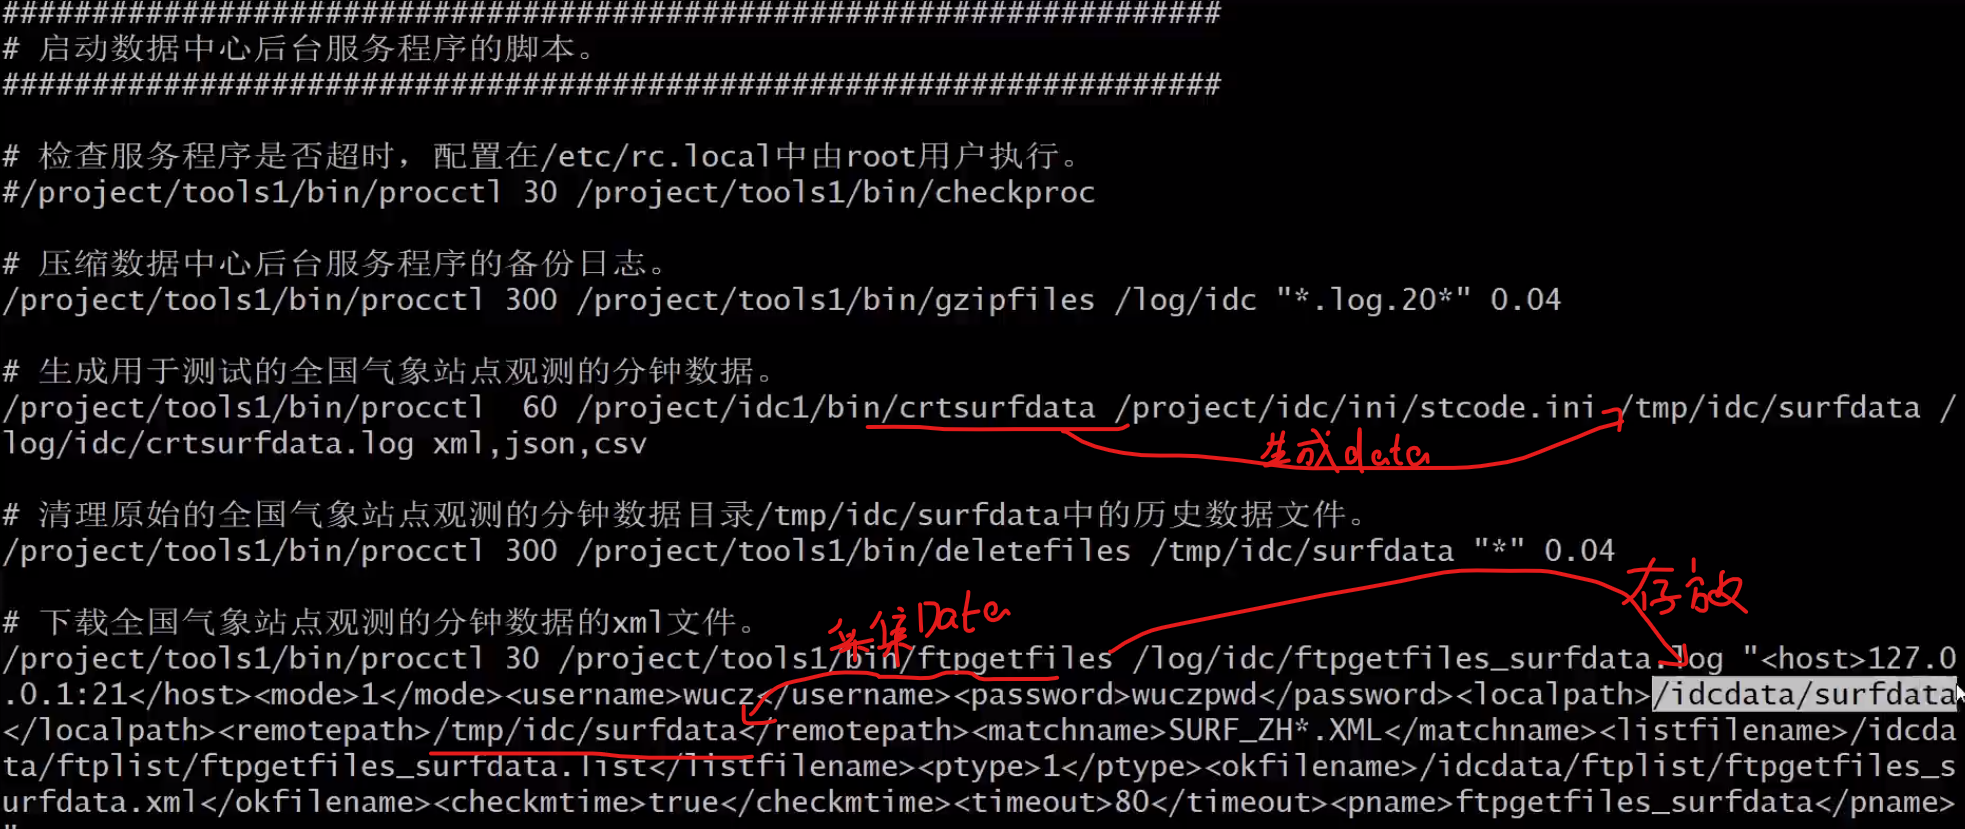 ####################################################################
# 启动数据中心后台服务程序的脚本。
####################################################################
# 检查服务程序是否超时，配置在/etc/rc.local中由root用户执行。
#/project/tools1/bin/procctl 30 /project/tools1/bin/checkproc
# 压缩数据中心后台服务程序的备份日志。
/project/tools1/bin/procctl 300 /project/tools1/bin/gzipfiles /log/idc "*.log.20*" 0.04
# 生成用于测试的全国气象站点观测的分钟数据。
/project/tools1/bin/procctl  60 /project/idc1/bin/crtsurfdata /project/idc/ini/stcode.ini /tmp/idc/surfdata /
log/idc/crtsurfdata.log xml,json,csv
生成data
# 清理原始的全国气象站点观测的分钟数据目录/tmp/idc/surfdata中的历史数据文件。
/project/tools1/bin/procctl 300 /project/tools1/bin/deletefiles /tmp/idc/surfdata "*" 0.04
存放
采集Data
# 下载全国气象站点观测的分钟数据的xml文件。
/project/tools1/bin/procctl 30 /project/tools1/bin/ftpgetfiles /log/idc/ftpgetfiles_surfdata.log "<host>127.0
.0.1:21</host><mode>1</mode><username>wucz</username><password>wuczpwd</password><localpath>/idcdata/surfdata
</localpath><remotepath>/tmp/idc/surfdata</remotepath><matchname>SURF_ZH*.XML</matchname><listfilename>/idcda
ta/ftplist/ftpgetfiles_surfdata.list</listfilename><ptype>1</ptype><okfilename>/idcdata/ftplist/ftpgetfiles_s
urfdata.xml</okfilename><checkmtime>true</checkmtime><timeout>80</timeout><pname>ftpgetfiles_surfdata</pname>
"